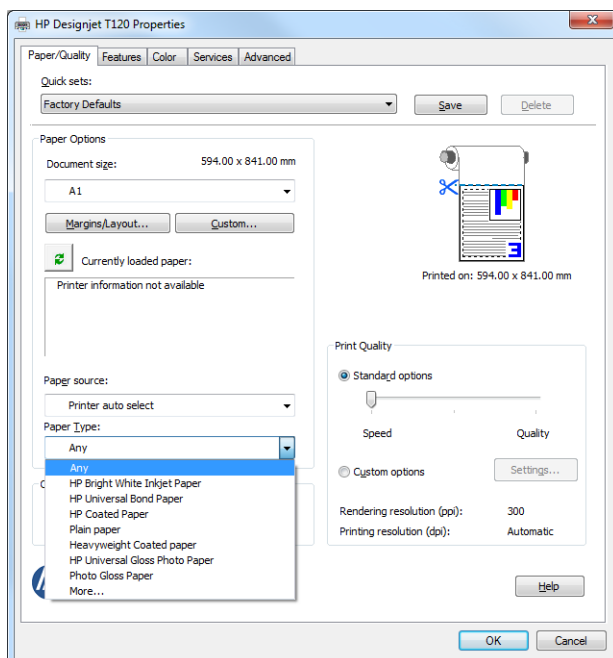 HP Designjet T120 Properties
Paper/Quality Features Color Services Advanced
Quick sets:
Factory Defaults Save Delete
Paper Options
Document size: 594.00 x 841.00 mm
A1
Margins/Layout... Custom...
Currently loaded paper:
Printer information not available
Printed on: 594.00 x 841.00 mm
Paper source:
Printer auto select
Paper Type:
Any
Any
HP Bright White Inkjet Paper
HP Universal Bond Paper
HP Coated Paper
Plain paper
Heavyweight Coated paper
HP Universal Gloss Photo Paper
Photo Gloss Paper
More...
Print Quality
Standard options
Speed Quality
Custom options Settings...
Rendering resolution (ppi): 300
Printing resolution (dpi): Automatic
Help
OK Cancel